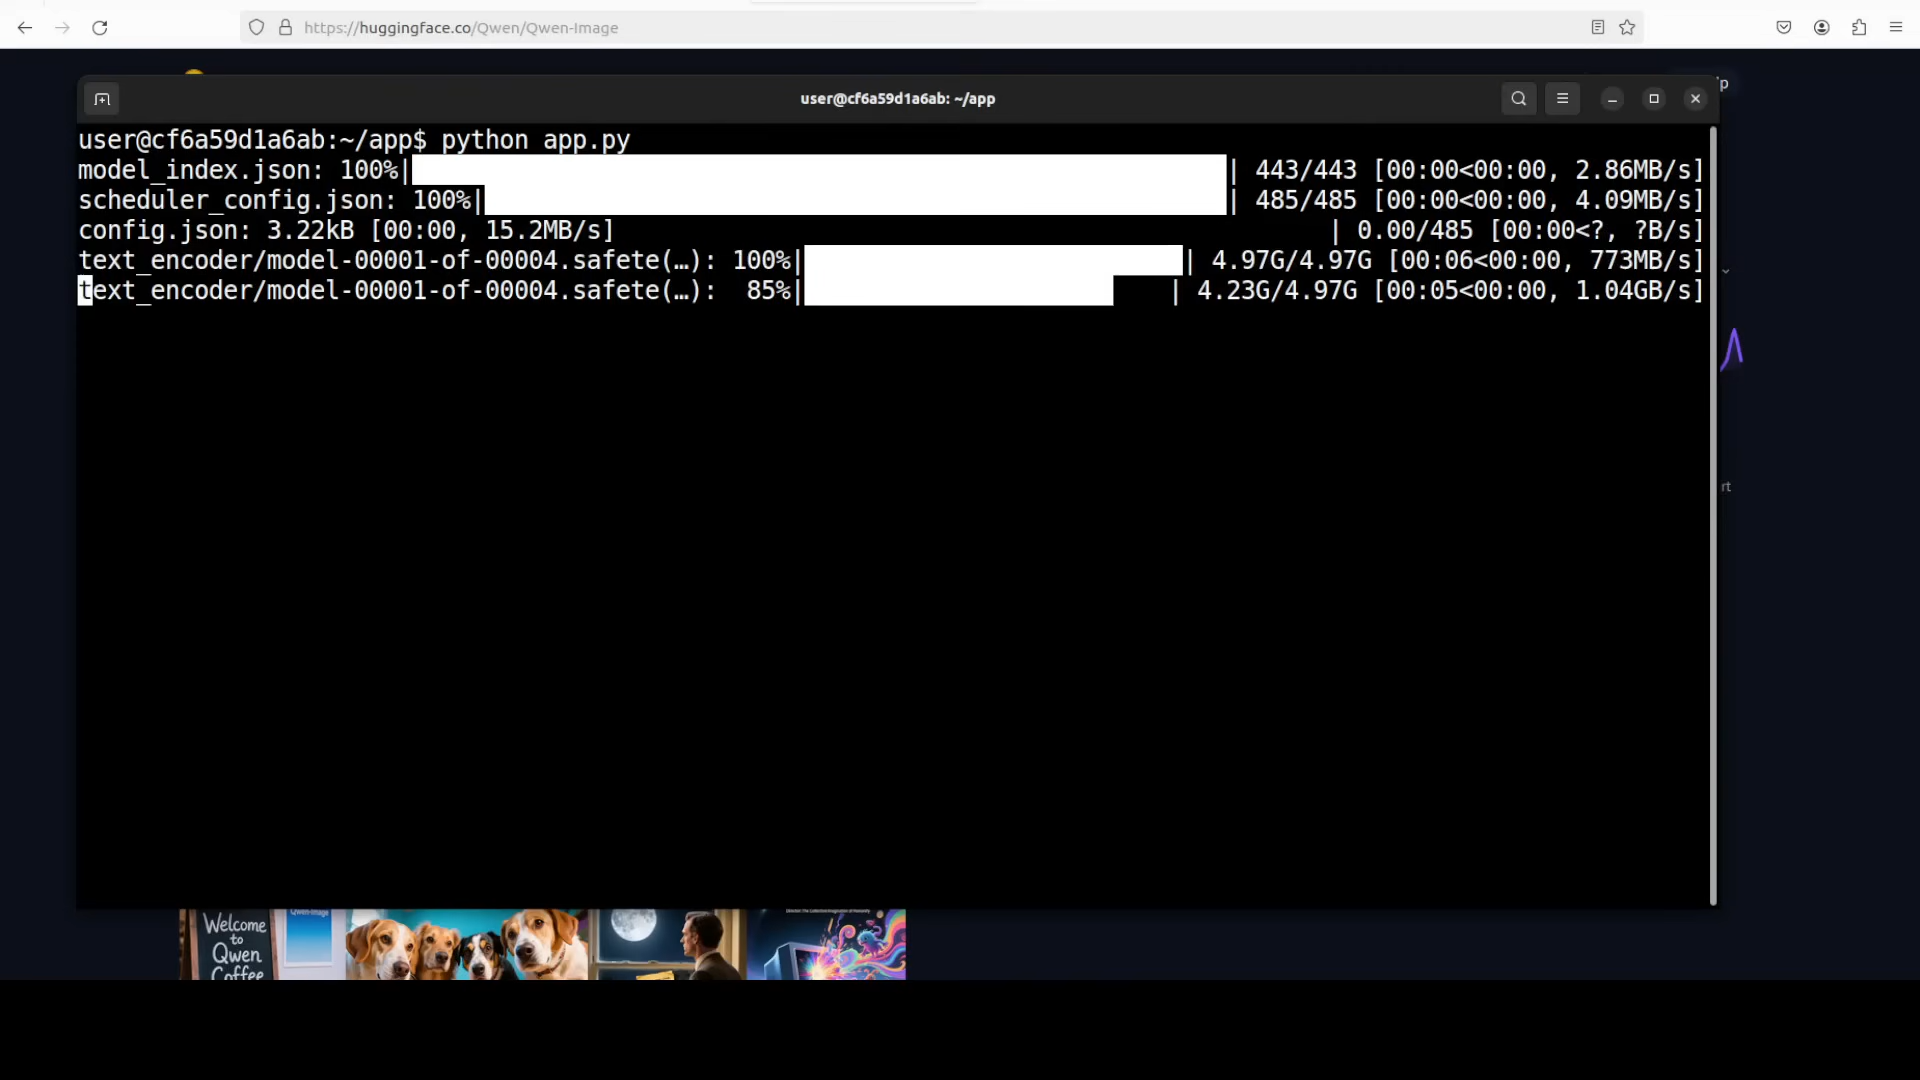 https://huggingface.co/Qwen/Qwen-Image
lp
user@cf6a59d1a6ab: ~/app
user@cf6a59d1a6ab:~/app$ python app.py
model_index.json: 100%| | 443/443 [00:00<00:00, 2.86MB/s]
scheduler_config.json: 100%| | 485/485 [00:00<00:00, 4.09MB/s]
config.json: 3.22kB [00:00, 15.2MB/s] | 0.00/485 [00:00<?, ?B/s]
text_encoder/model-00001-of-00004.safete(…): 100%| | 4.97G/4.97G [00:06<00:00, 773MB/s]
text_encoder/model-00001-of-00004.safete(…): 85%| | 4.23G/4.97G [00:05<00:00, 1.04GB/s]
rt
Welcome
to
Qwen
Coffee
Qwen-Image